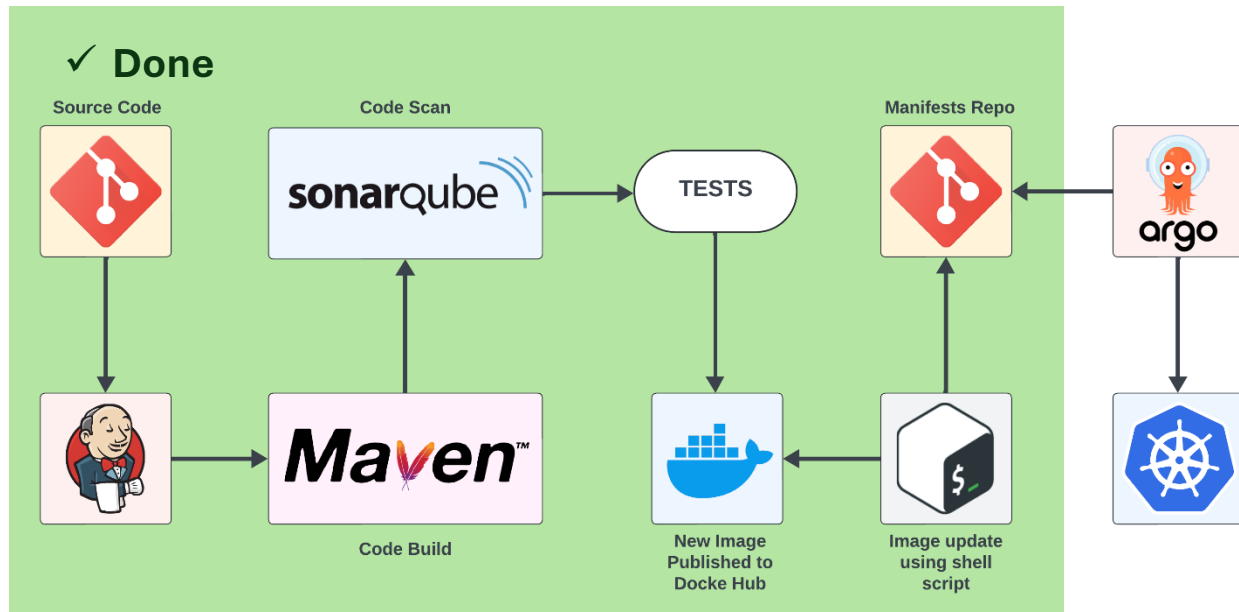 ✓ Done
Source Code
Code Scan
Manifests Repo
sonarqube
TESTS
argo
Maven™
$_
Code Build
New Image
Published to
Docke Hub
Image update
using shell
script